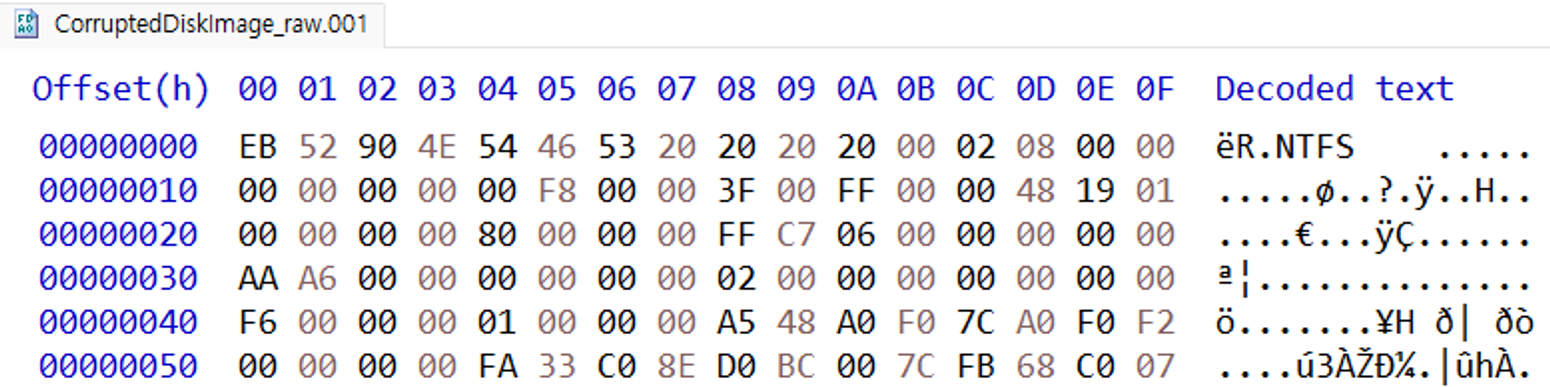 CorruptedDiskImage_raw.001
Offset(h) 00 01 02 03 04 05 06 07 08 09 0A 0B 0C 0D 0E 0F Decoded text
00000000 EB 52 90 4E 54 46 53 20 20 20 20 00 02 08 00 00 ëR.NTFS    .....
00000010 00 00 00 00 00 F8 00 00 3F 00 FF 00 00 48 19 01 .....ø..?.ÿ..H..
00000020 00 00 00 00 80 00 00 00 FF C7 06 00 00 00 00 00 ....€...ÿÇ......
00000030 AA A6 00 00 00 00 00 00 02 00 00 00 00 00 00 00 ª¦..............
00000040 F6 00 00 00 01 00 00 00 A5 48 A0 F0 7C A0 F0 F2 ö.......¥H ð| ðò
00000050 00 00 00 00 FA 33 C0 8E D0 BC 00 7C FB 68 C0 07 ....ú3ÀŽÐ¼.|ûhÀ.